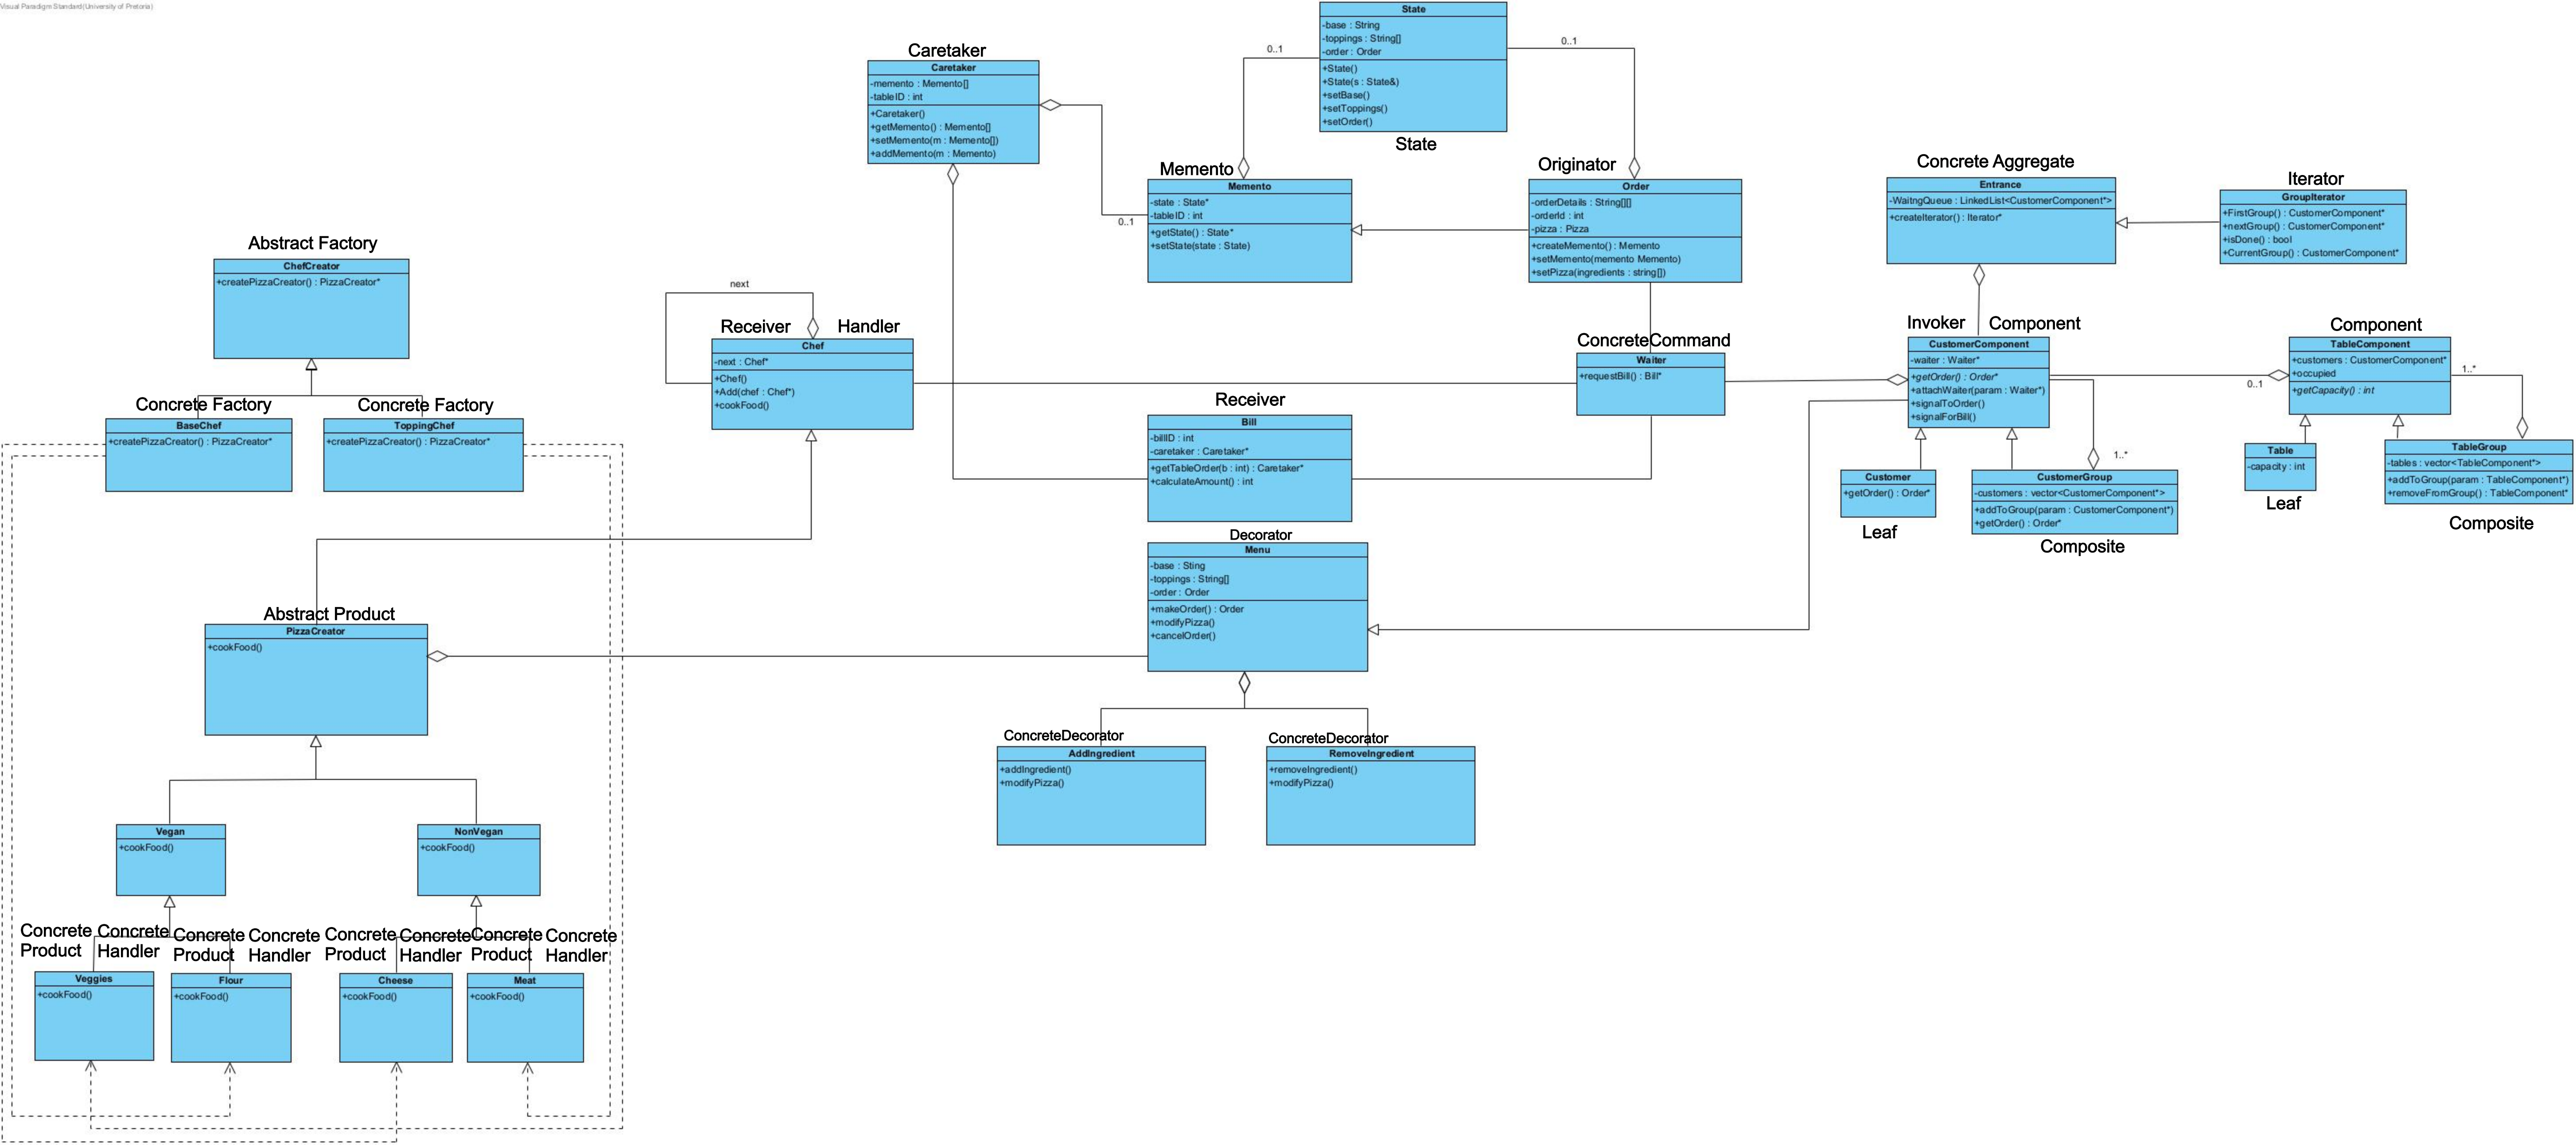 Visual Paradigm Standard(University of Pretoria)
State
-base : String
-toppings : String[]
-order : Order
+State()
+State(s : State&)
+setBase()
+setToppings()
+setOrder()
State
0..1
0..1
Caretaker
Caretaker
-memento : Memento[]
-tableID : int
+Caretaker()
+getMemento() : Memento[]
+setMemento(m : Memento[])
+addMemento(m : Memento)
0..1
Memento
Memento
-state : State*
-tableID : int
+getState() : State*
+setState(state : State)
Originator
Order
-orderDetails : String[][]
-orderId : int
-pizza : Pizza
+createMemento() : Memento
+setMemento(memento Memento)
+setPizza(ingredients : string[])
Concrete Aggregate
Entrance
-WaitngQueue : LinkedList<CustomerComponent*>
+createIterator() : Iterator*
Iterator
GroupIterator
+FirstGroup() : CustomerComponent*
+nextGroup() : CustomerComponent*
+isDone() : bool
+CurrentGroup() : CustomerComponent*
Abstract Factory
ChefCreator
+createPizzaCreator() : PizzaCreator*
Concrete Factory
BaseChef
+createPizzaCreator() : PizzaCreator*
Concrete Factory
ToppingChef
+createPizzaCreator() : PizzaCreator*
next
Receiver
Handler
Chef
-next : Chef*
+Chef()
+Add(chef : Chef*)
+cookFood()
ConcreteCommand
Waiter
+requestBill() : Bill*
Invoker
Component
CustomerComponent
-waiter : Waiter*
+getOrder() : Order*
+attachWaiter(param : Waiter*)
+signalToOrder()
+signalForBill()
0..1
Component
TableComponent
+customers : CustomerComponent*
+occupied
+getCapacity() : int
1..*
Receiver
Bill
-billID : int
-caretaker : Caretaker*
+getTableOrder(b : int) : Caretaker*
+calculateAmount() : int
Customer
+getOrder() : Order*
Leaf
1..*
CustomerGroup
-customers : vector<CustomerComponent*>
+addToGroup(param : CustomerComponent*)
+getOrder() : Order*
Composite
Table
-capacity : int
Leaf
TableGroup
-tables : vector<TableComponent*>
+addToGroup(param : TableComponent*)
+removeFromGroup() : TableComponent*
Composite
Decorator
Menu
-base : Sting
-toppings : String[]
-order : Order
+makeOrder() : Order
+modifyPizza()
+cancelOrder()
Abstract Product
PizzaCreator
+cookFood()
ConcreteDecorator
AddIngredient
+addIngredient()
+modifyPizza()
ConcreteDecorator
RemoveIngredient
+removeIngredient()
+modifyPizza()
Vegan
+cookFood()
NonVegan
+cookFood()
Concrete
Product
Concrete
Handler
Concrete
Product
Concrete
Handler
Concrete
Product
Concrete
Handler
Concrete
Product
Concrete
Handler
Veggies
+cookFood()
Flour
+cookFood()
Cheese
+cookFood()
Meat
+cookFood()